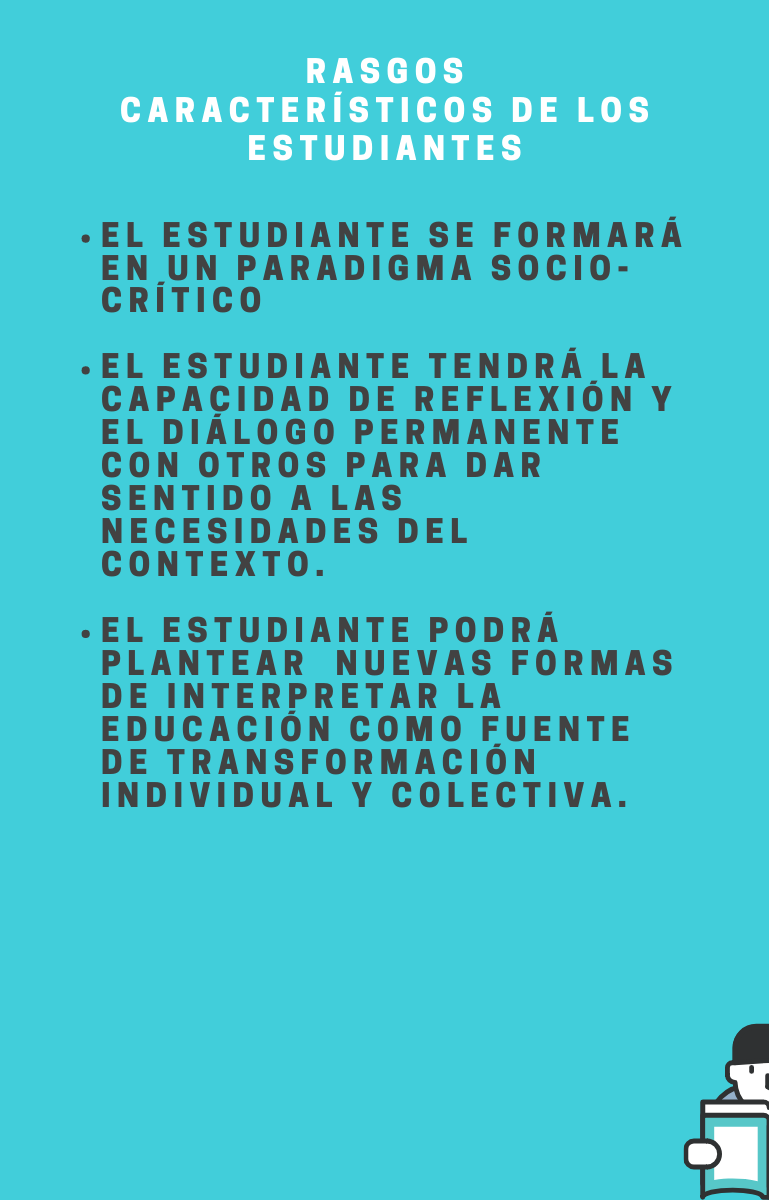 RASGOS
CARACTERÍSTICOS DE LOS
ESTUDIANTES
• EL ESTUDIANTE SE FORMARÁ
EN UN PARADIGMA SOCIO-
CRÍTICO
• EL ESTUDIANTE TENDRÁ LA
CAPACIDAD DE REFLEXIÓN Y
EL DIÁLOGO PERMANENTE
CON OTROS PARA DAR
SENTIDO A LAS
NECESIDADES DEL
CONTEXTO.
• EL ESTUDIANTE PODRÁ
PLANTEAR  NUEVAS FORMAS
DE INTERPRETAR LA
EDUCACIÓN COMO FUENTE
DE TRANSFORMACIÓN
INDIVIDUAL Y COLECTIVA.